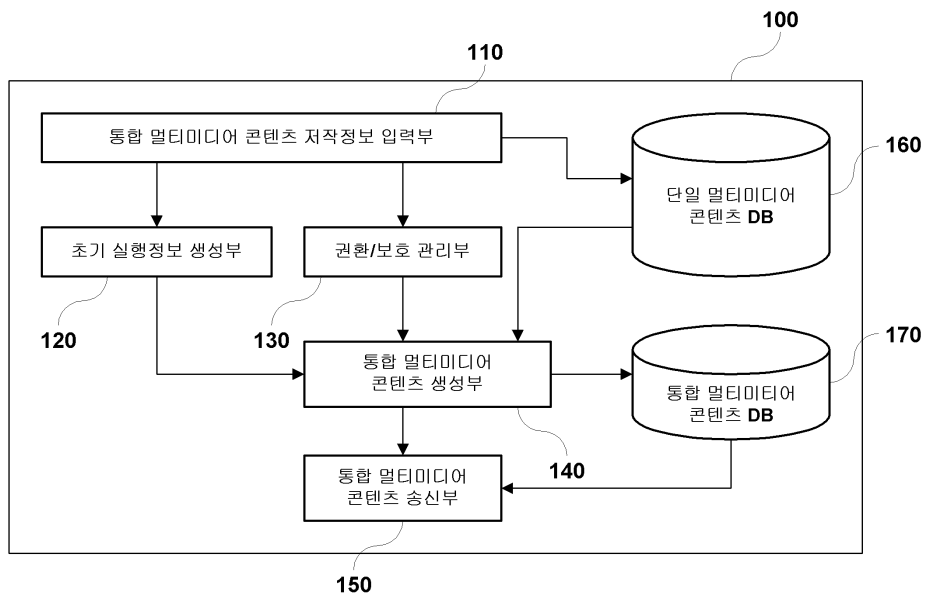 100
110
통합 멀티미디어 콘텐츠 저작정보 입력부
160
단일 멀티미디어
콘텐츠 DB
초기 실행정보 생성부
권환/보호 관리부
120
130
170
통합 멀티미디어
콘텐츠 생성부
통합 멀티미티어
콘텐츠 DB
140
통합 멀티미디어
콘텐츠 송신부
150